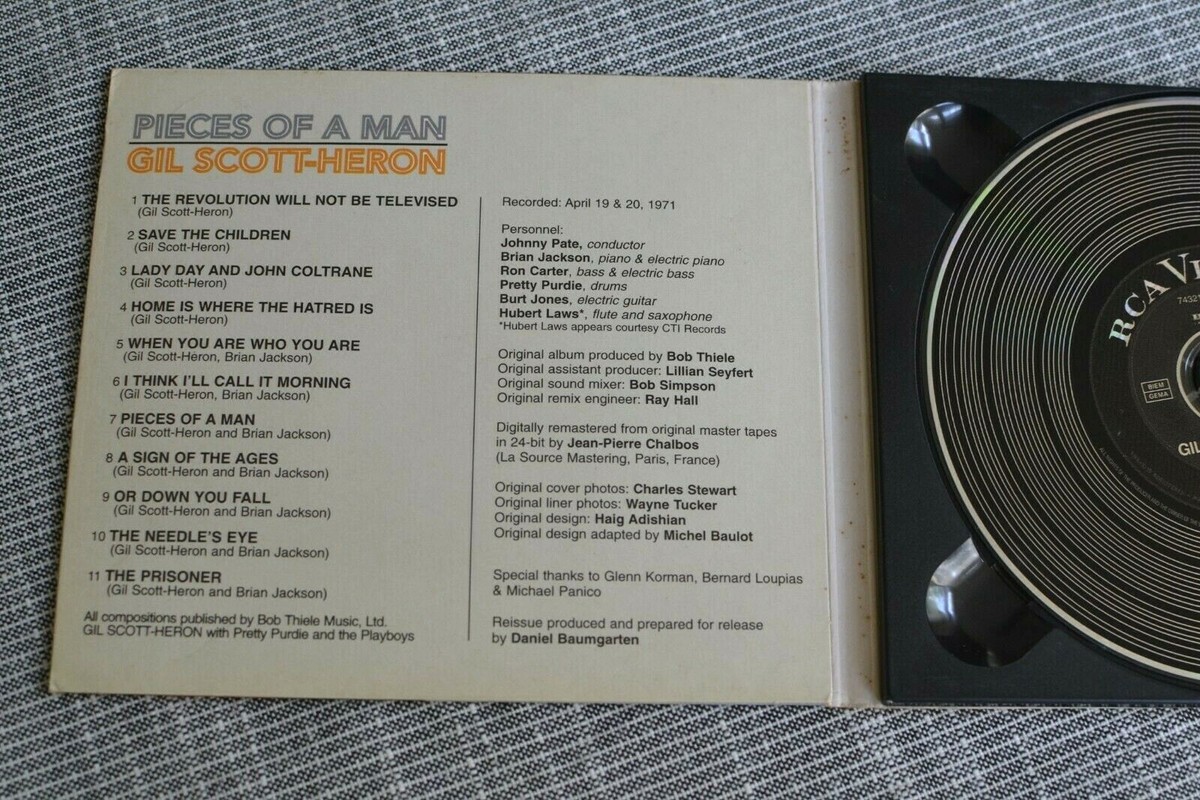 PIECES OF A MAN
GIL SCOTT-HERON
1 THE REVOLUTION WILL NOT BE TELEVISED
(Gil Scott-Heron)
2 SAVE THE CHILDREN
(Gil Scott-Heron)
3 LADY DAY AND JOHN COLTRANE
(Gil Scott-Heron)
4 HOME IS WHERE THE HATRED IS
(Gil Scott-Heron)
5 WHEN YOU ARE WHO YOU ARE
(Gil Scott-Heron, Brian Jackson)
6 I THINK I'LL CALL IT MORNING
(Gil Scott-Heron, Brian Jackson)
7 PIECES OF A MAN
(Gil Scott-Heron and Brian Jackson)
8 A SIGN OF THE AGES
(Gil Scott-Heron and Brian Jackson)
9 OR DOWN YOU FALL
(Gil Scott-Heron and Brian Jackson)
10 THE NEEDLE'S EYE
(Gil Scott-Heron and Brian Jackson)
11 THE PRISONER
(Gil Scott-Heron and Brian Jackson)
All compositions published by Bob Thiele Music, Ltd.
GIL SCOTT-HERON with Pretty Purdie and the Playboys
Recorded: April 19 & 20, 1971
Personnel:
Johnny Pate, conductor
Brian Jackson, piano & electric piano
Ron Carter, bass & electric bass
Pretty Purdie, drums
Burt Jones, electric guitar
Hubert Laws*, flute and saxophone
*Hubert Laws appears courtesy CTI Records
Original album produced by Bob Thiele
Original assistant producer: Lillian Seyfert
Original sound mixer: Bob Simpson
Original remix engineer: Ray Hall
Digitally remastered from original master tapes
in 24-bit by Jean-Pierre Chalbos
(La Source Mastering, Paris, France)
Original cover photos: Charles Stewart
Original liner photos: Wayne Tucker
Original design: Haig Adishian
Original design adapted by Michel Baulot
Special thanks to Glenn Korman, Bernard Loupias
& Michael Panico
Reissue produced and prepared for release
by Daniel Baumgarten
RCA VI
7432
BIEM
GEMA
GIL